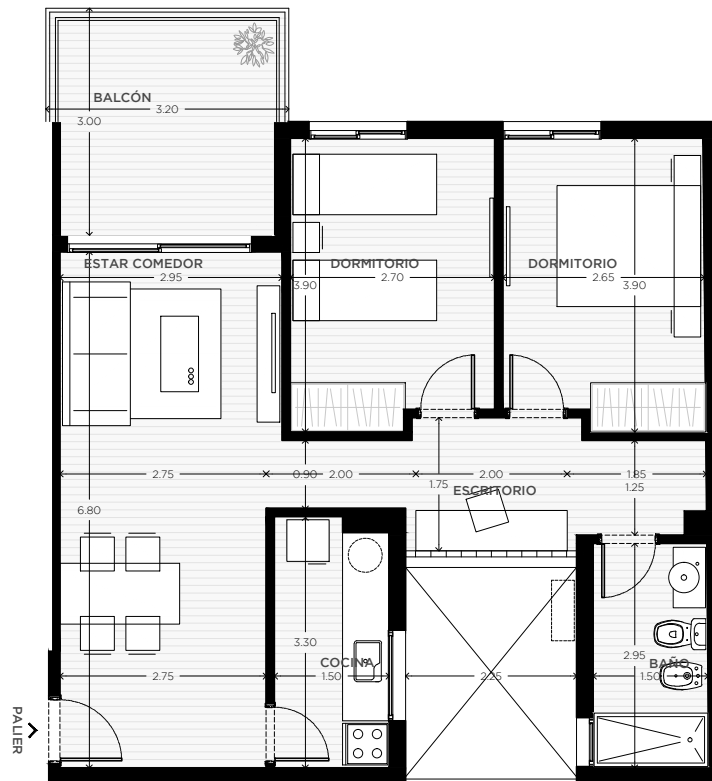 BALCÓN
3.20
3.00
ESTAR COMEDOR
2.95
DORMITORIO
2.70
3.90
DORMITORIO
2.65
3.90
2.75
0.90
2.00
2.00
1.85
1.75
1.25
ESCRITORIO
6.80
3.30
COCINA
1.50
2.75
2.25
2.95
BAÑO
1.50
PALIER